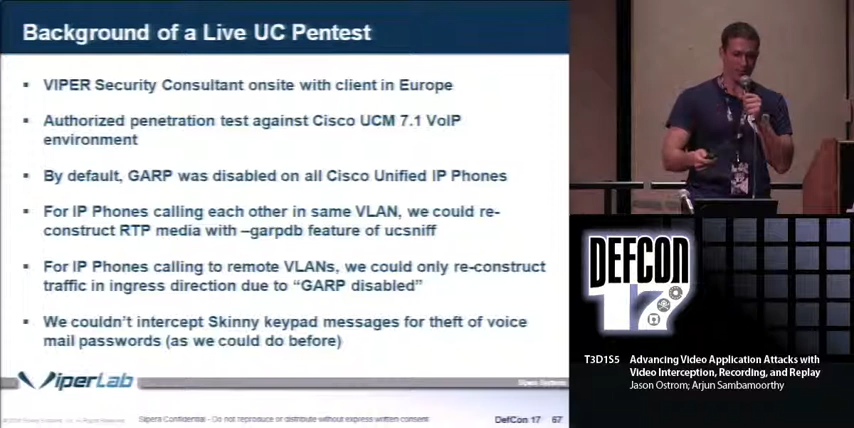 Background of a Live UC Pentest
▪ VIPER Security Consultant onsite with client in Europe
▪ Authorized penetration test against Cisco UCM 7.1 VoIP
environment
▪ By default, GARP was disabled on all Cisco Unified IP Phones
▪ For IP Phones calling each other in same VLAN, we could re-
construct RTP media with –garpdb feature of ucsniff
▪ For IP Phones calling to remote VLANs, we could only re-construct
traffic in ingress direction due to “GARP disabled”
▪ We couldn’t intercept Skinny keypad messages for theft of voice
mail passwords (as we could do before)
ViperLab
Sipera Systems
Sipera Confidential - Do not reproduce or distribute without express written consent
DefCon 17 67
DEFCON
17
T3D1S5 Advancing Video Application Attacks with
Video Interception, Recording, and Replay
Jason Ostrom; Arjun Sambamoorthy